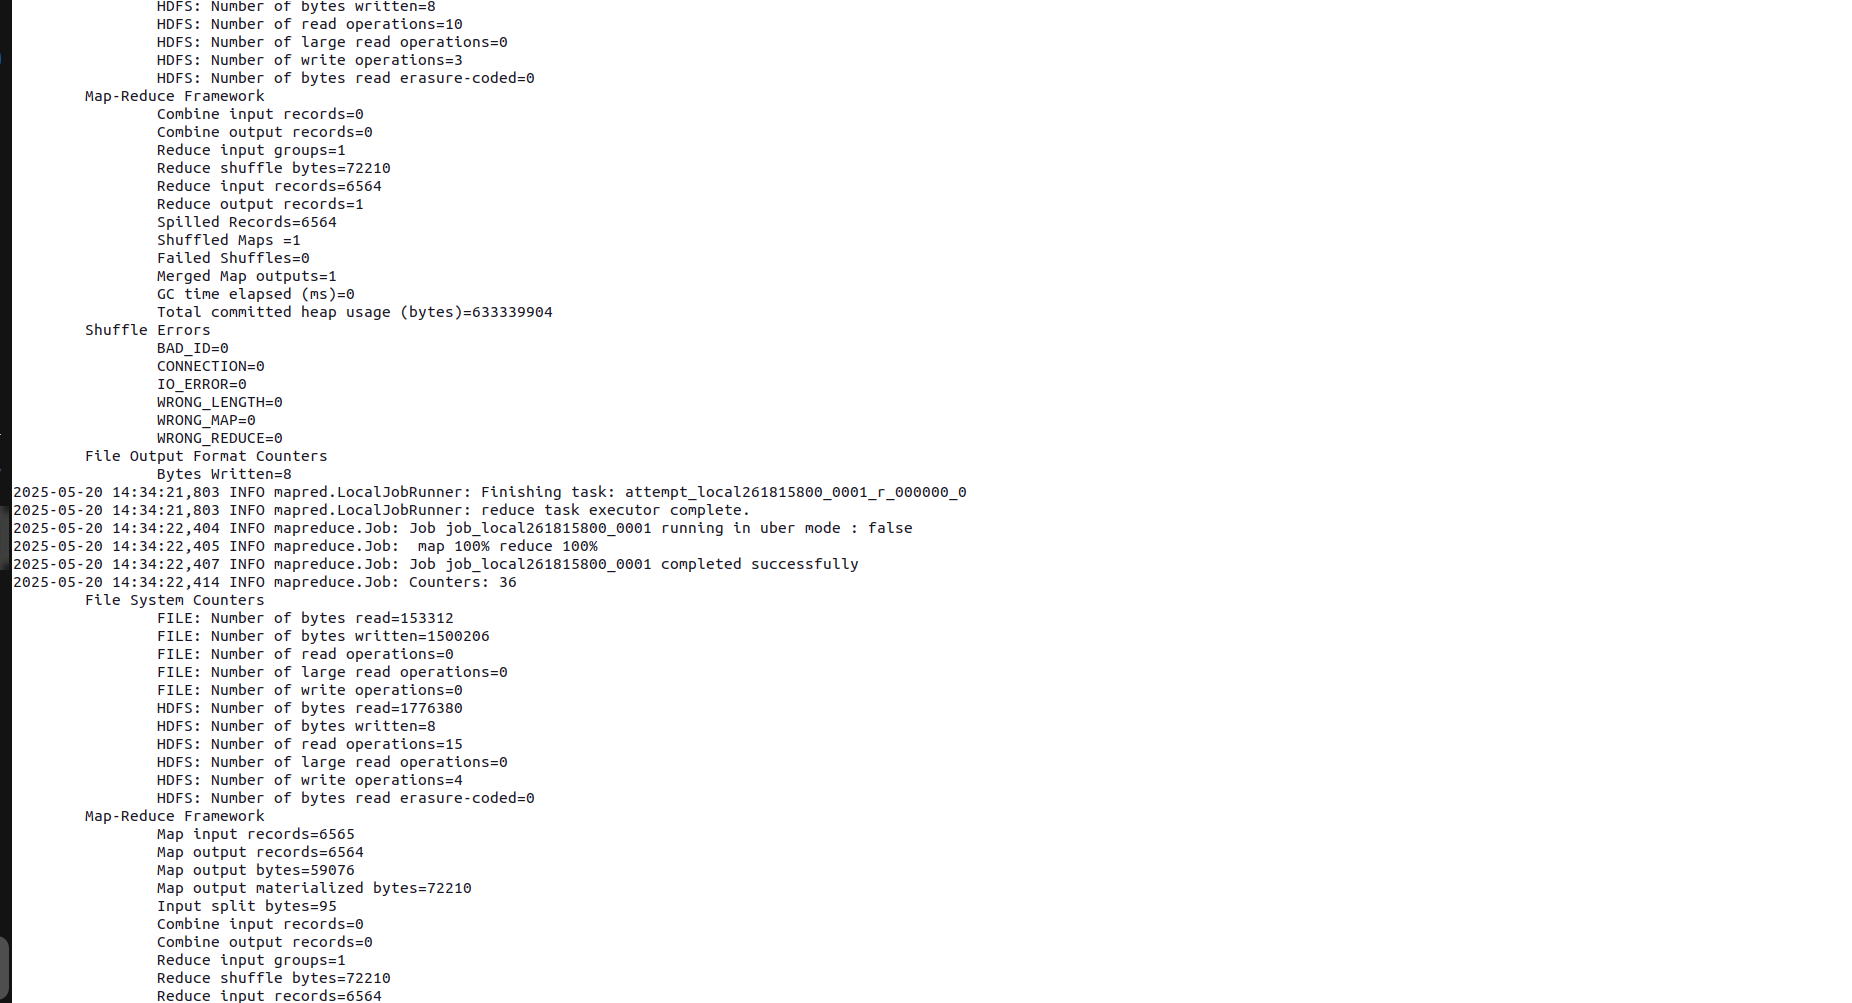 HDFS: Number of bytes written=8
HDFS: Number of read operations=10
HDFS: Number of large read operations=0
HDFS: Number of write operations=3
HDFS: Number of bytes read erasure-coded=0
Map-Reduce Framework
Combine input records=0
Combine output records=0
Reduce input groups=1
Reduce shuffle bytes=72210
Reduce input records=6564
Reduce output records=1
Spilled Records=6564
Shuffled Maps =1
Failed Shuffles=0
Merged Map outputs=1
GC time elapsed (ms)=0
Total committed heap usage (bytes)=633339904
Shuffle Errors
BAD_ID=0
CONNECTION=0
IO_ERROR=0
WRONG_LENGTH=0
WRONG_MAP=0
WRONG_REDUCE=0
File Output Format Counters
Bytes Written=8
2025-05-20 14:34:21,803 INFO mapred.LocalJobRunner: Finishing task: attempt_local261815800_0001_r_000000_0
2025-05-20 14:34:21,803 INFO mapred.LocalJobRunner: reduce task executor complete.
2025-05-20 14:34:22,404 INFO mapreduce.Job: Job job_local261815800_0001 running in uber mode : false
2025-05-20 14:34:22,405 INFO mapreduce.Job:  map 100% reduce 100%
2025-05-20 14:34:22,407 INFO mapreduce.Job: Job job_local261815800_0001 completed successfully
2025-05-20 14:34:22,414 INFO mapreduce.Job: Counters: 36
File System Counters
FILE: Number of bytes read=153312
FILE: Number of bytes written=1500206
FILE: Number of read operations=0
FILE: Number of large read operations=0
FILE: Number of write operations=0
HDFS: Number of bytes read=1776380
HDFS: Number of bytes written=8
HDFS: Number of read operations=15
HDFS: Number of large read operations=0
HDFS: Number of write operations=4
HDFS: Number of bytes read erasure-coded=0
Map-Reduce Framework
Map input records=6565
Map output records=6564
Map output bytes=59076
Map output materialized bytes=72210
Input split bytes=95
Combine input records=0
Combine output records=0
Reduce input groups=1
Reduce shuffle bytes=72210
Reduce input records=6564